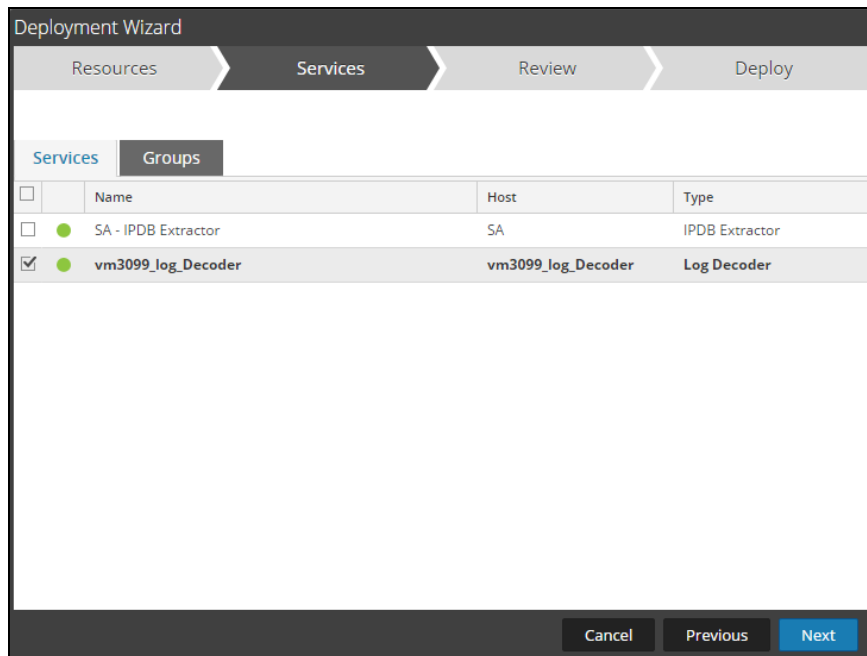 Deployment Wizard
Resources Services Review Deploy
Services Groups
Name Host Type
SA - IPDB Extractor SA IPDB Extractor
vm3099_log_Decoder vm3099_log_Decoder Log Decoder
Cancel Previous Next